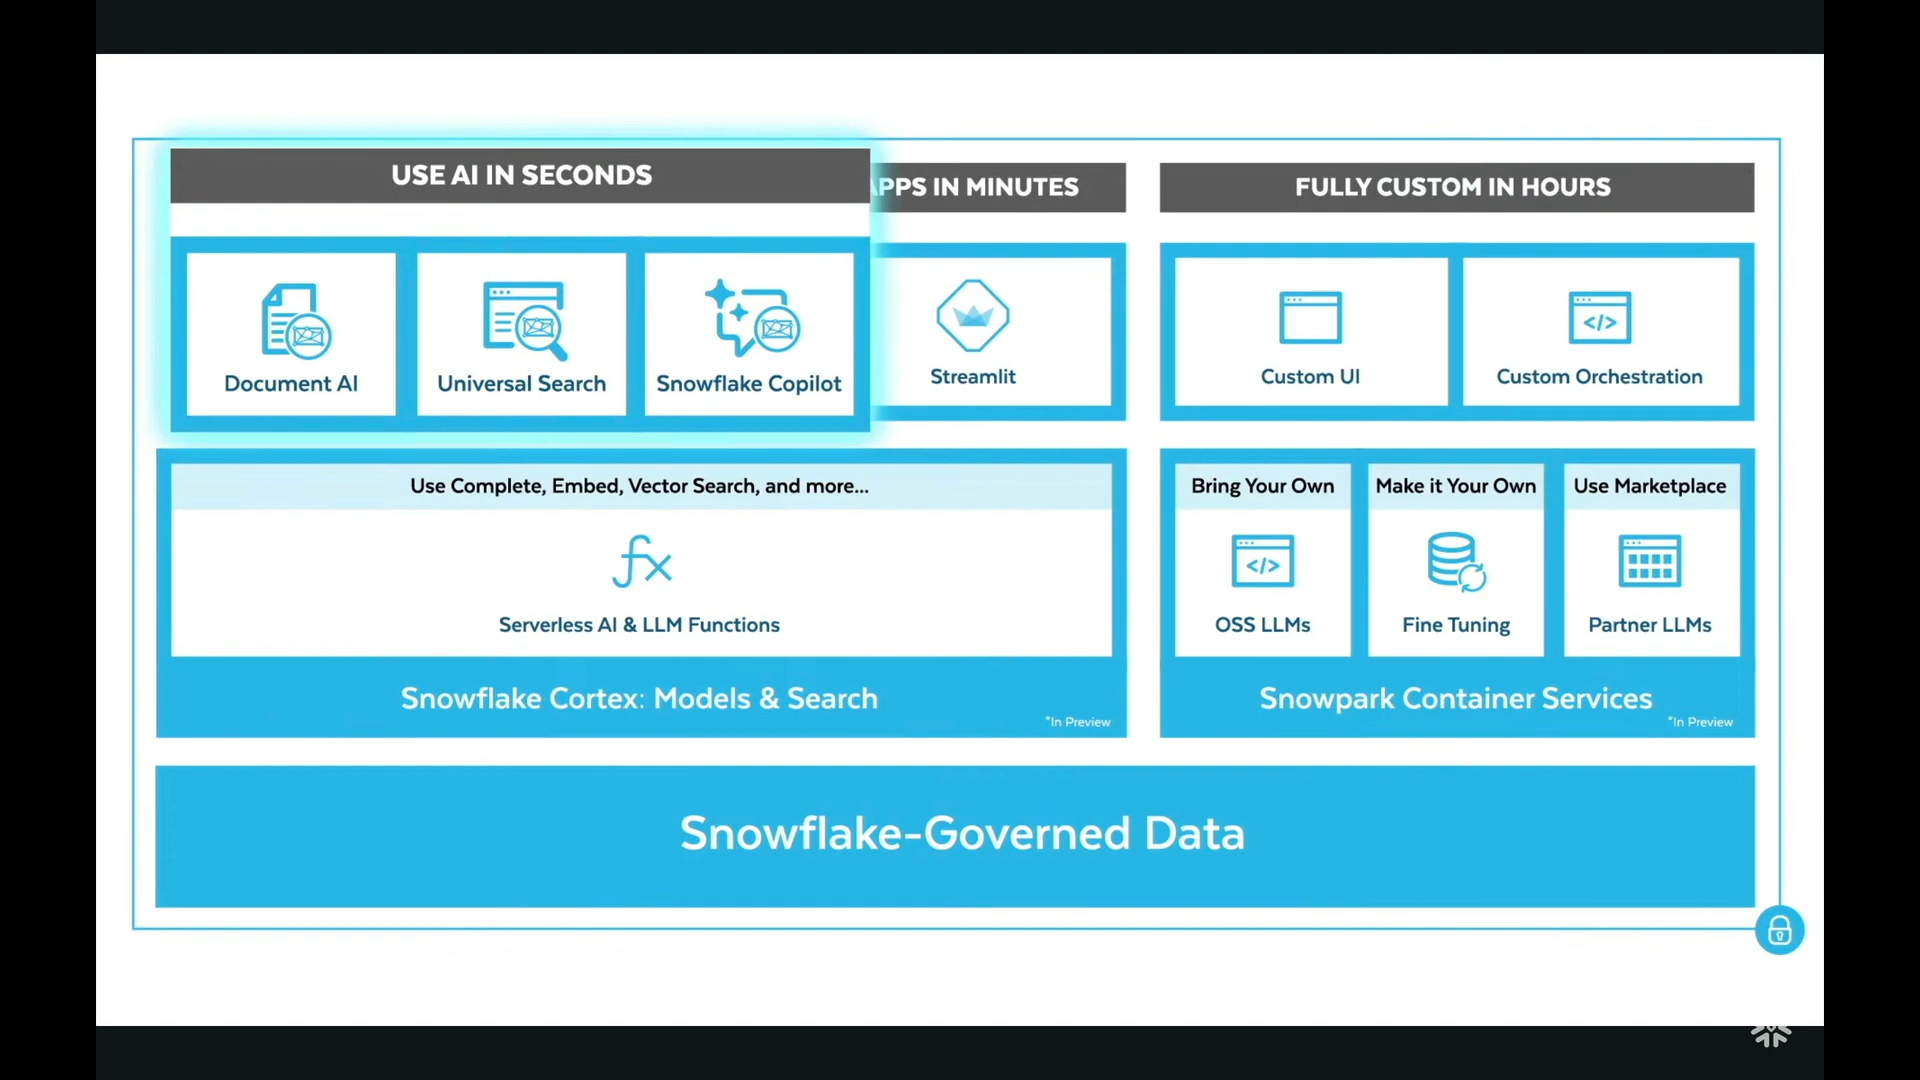 USE AI IN SECONDS
APPS IN MINUTES
FULLY CUSTOM IN HOURS
Document AI
Universal Search
Snowflake Copilot
Streamlit
Custom UI
Custom Orchestration
Use Complete, Embed, Vector Search, and more...
Serverless AI & LLM Functions
Snowflake Cortex: Models & Search
*In Preview
Bring Your Own
Make it Your Own
Use Marketplace
</>
OSS LLMs
Fine Tuning
Partner LLMs
Snowpark Container Services
*In Preview
Snowflake-Governed Data